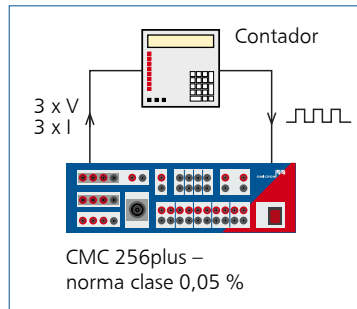 Contador
3 x V
3 x I
CMC 256plus –
norma clase 0,05 %